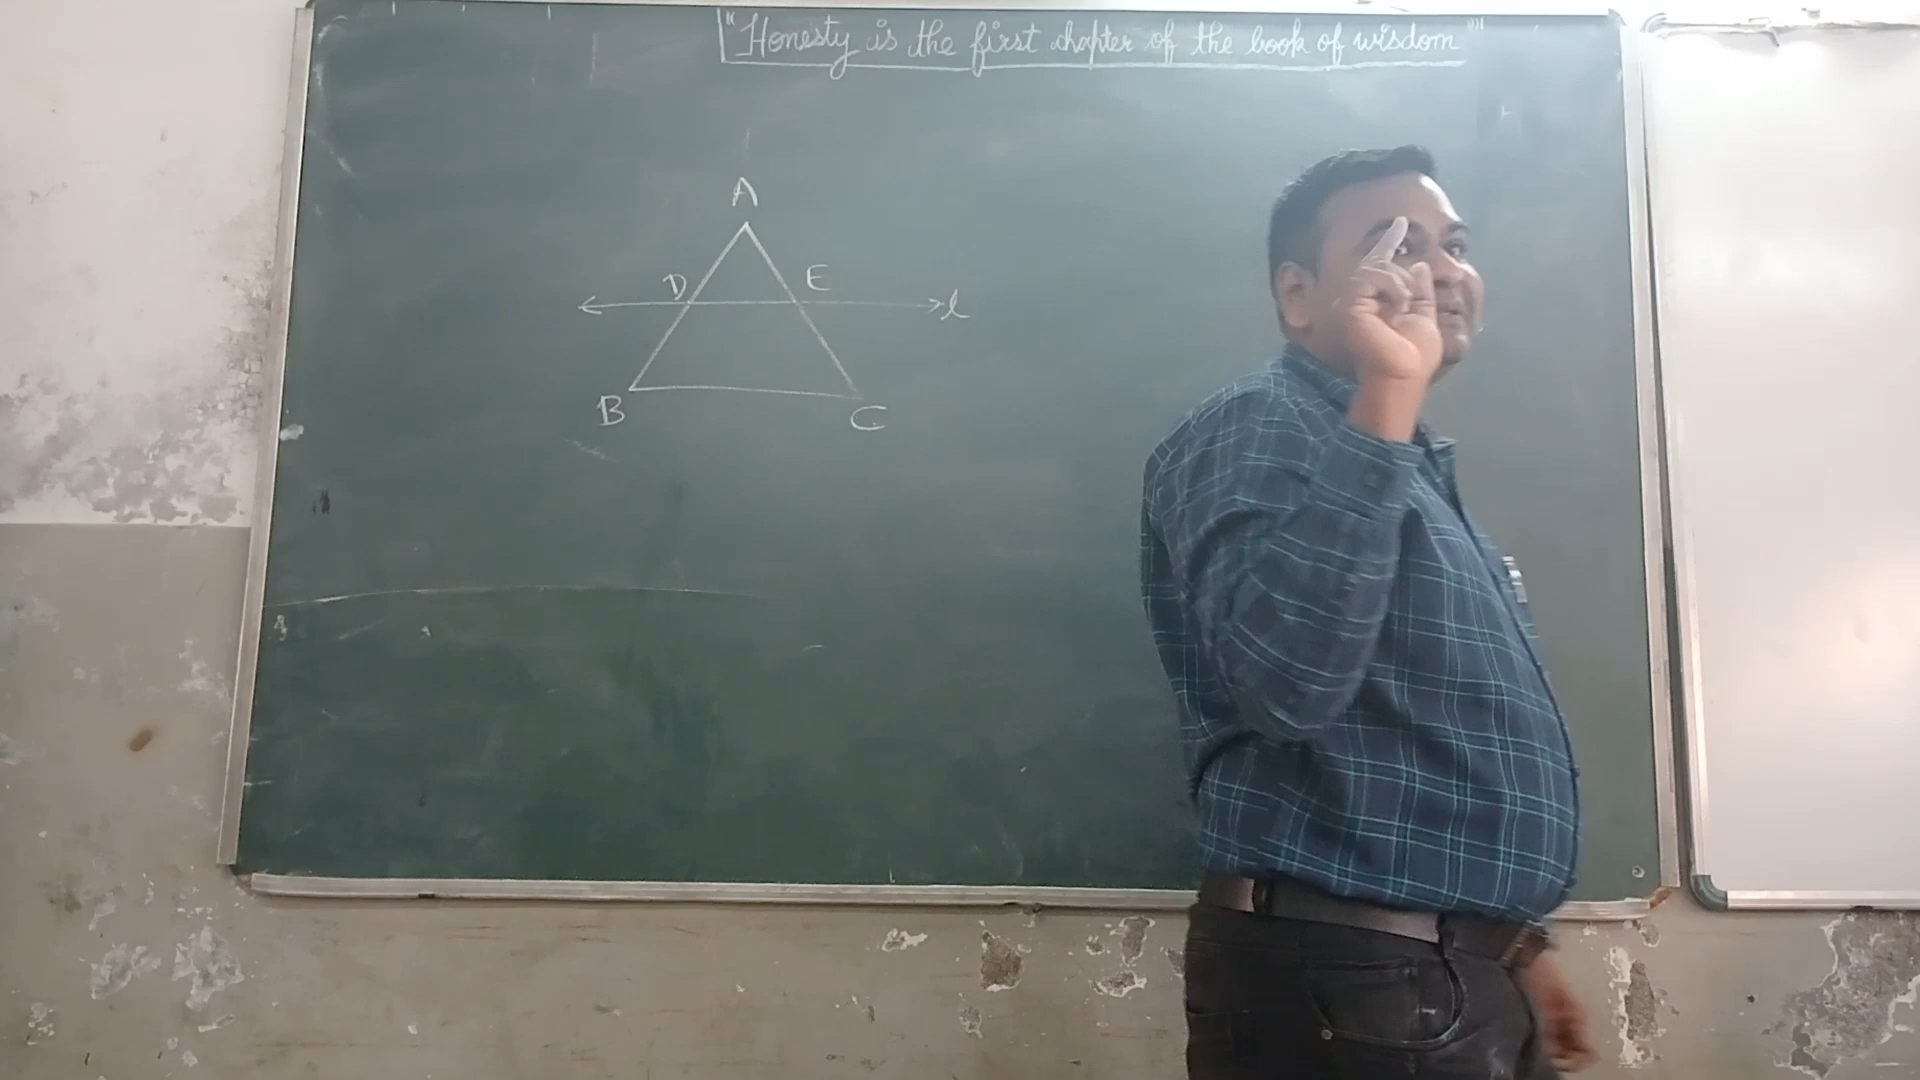 "Honesty is the first chapter of the book of wisdom"
A
D E
l
B C